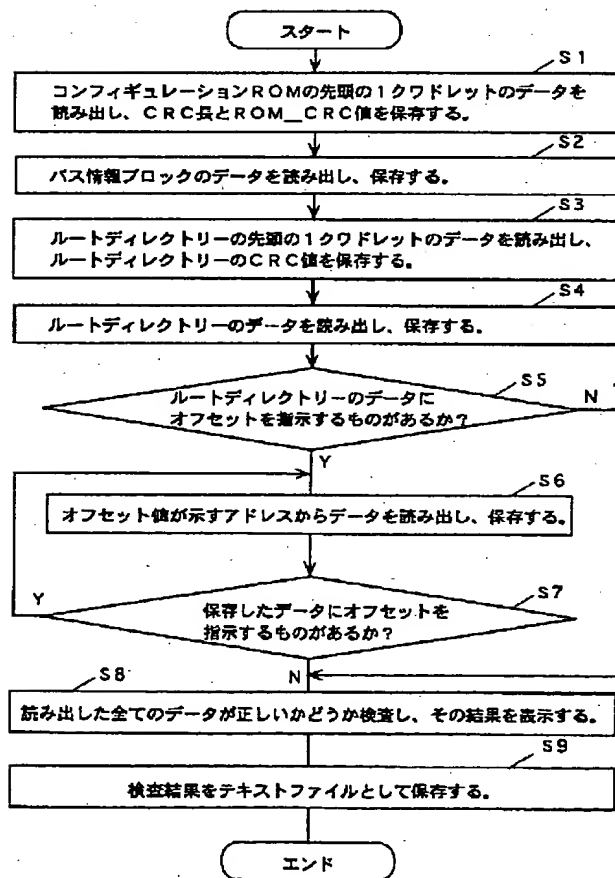 スタート
S1
コンフィギュレーションROMの先頭の1クワドレットのデータを
読み出し、CRC長とROM__CRC値を保存する。
S2
バス情報ブロックのデータを読み出し、保存する。
S3
ルートディレクトリーの先頭の1クワドレットのデータを読み出し、
ルートディレクトリーのCRC値を保存する。
S4
ルートディレクトリーのデータを読み出し、保存する。
S5
ルートディレクトリーのデータに
オフセットを指示するものがあるか?
N
Y
S6
オフセット値が示すアドレスからデータを読み出し、保存する。
S7
Y
保存したデータにオフセットを
指示するものがあるか?
N
S8
読み出した全てのデータが正しいかどうか検査し、その結果を表示する。
S9
検査結果をテキストファイルとして保存する。
エンド